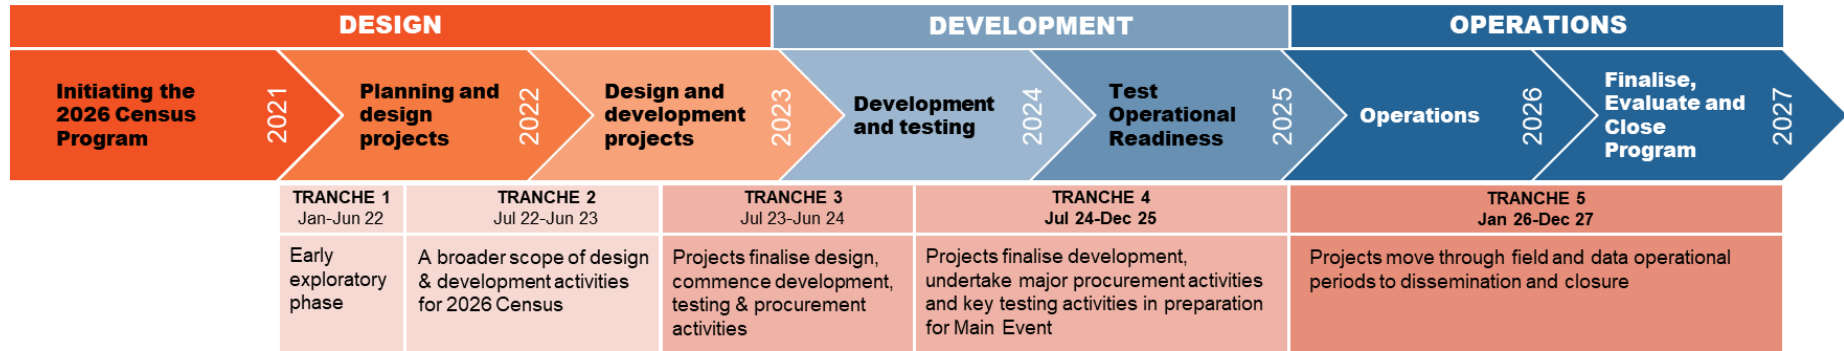 DESIGN
DEVELOPMENT
OPERATIONS
Initiating the
2026 Census
Program
2021
Planning and
design
projects
2022
Design and
development
projects
2023
Development
and testing
2024
Test
Operational
Readiness
2025
Operations
2026
Finalise,
Evaluate and
Close
Program
2027
TRANCHE 1
Jan-Jun 22
TRANCHE 2
Jul 22-Jun 23
TRANCHE 3
Jul 23-Jun 24
TRANCHE 4
Jul 24-Dec 25
TRANCHE 5
Jan 26-Dec 27
Early
exploratory
phase
A broader scope of design
& development activities
for 2026 Census
Projects finalise design,
commence development,
testing & procurement
activities
Projects finalise development,
undertake major procurement activities
and key testing activities in preparation
for Main Event
Projects move through field and data operational
periods to dissemination and closure